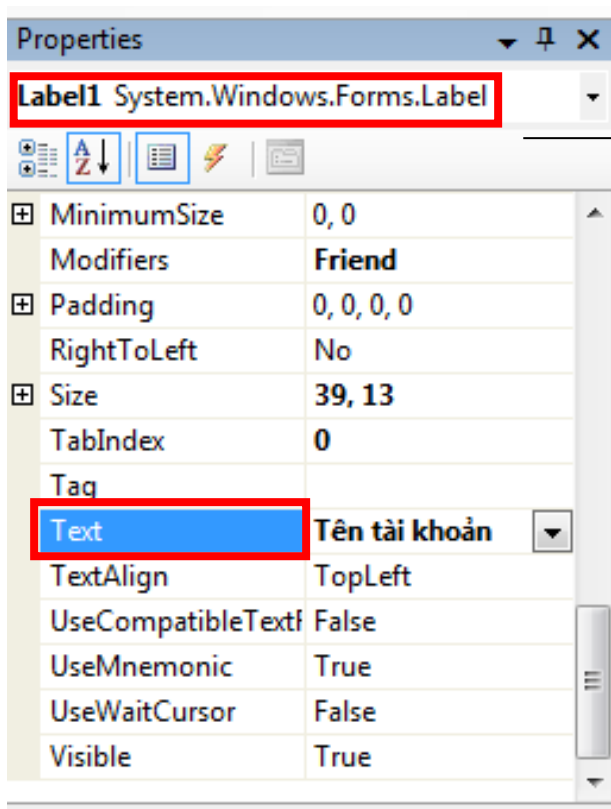 Properties
Label1 System.Windows.Forms.Label
MinimumSize 0, 0
Modifiers Friend
Padding 0, 0, 0, 0
RightToLeft No
Size 39, 13
TabIndex 0
Tag
Text Tên tài khoản
TextAlign TopLeft
UseCompatibleText False
UseMnemonic True
UseWaitCursor False
Visible True